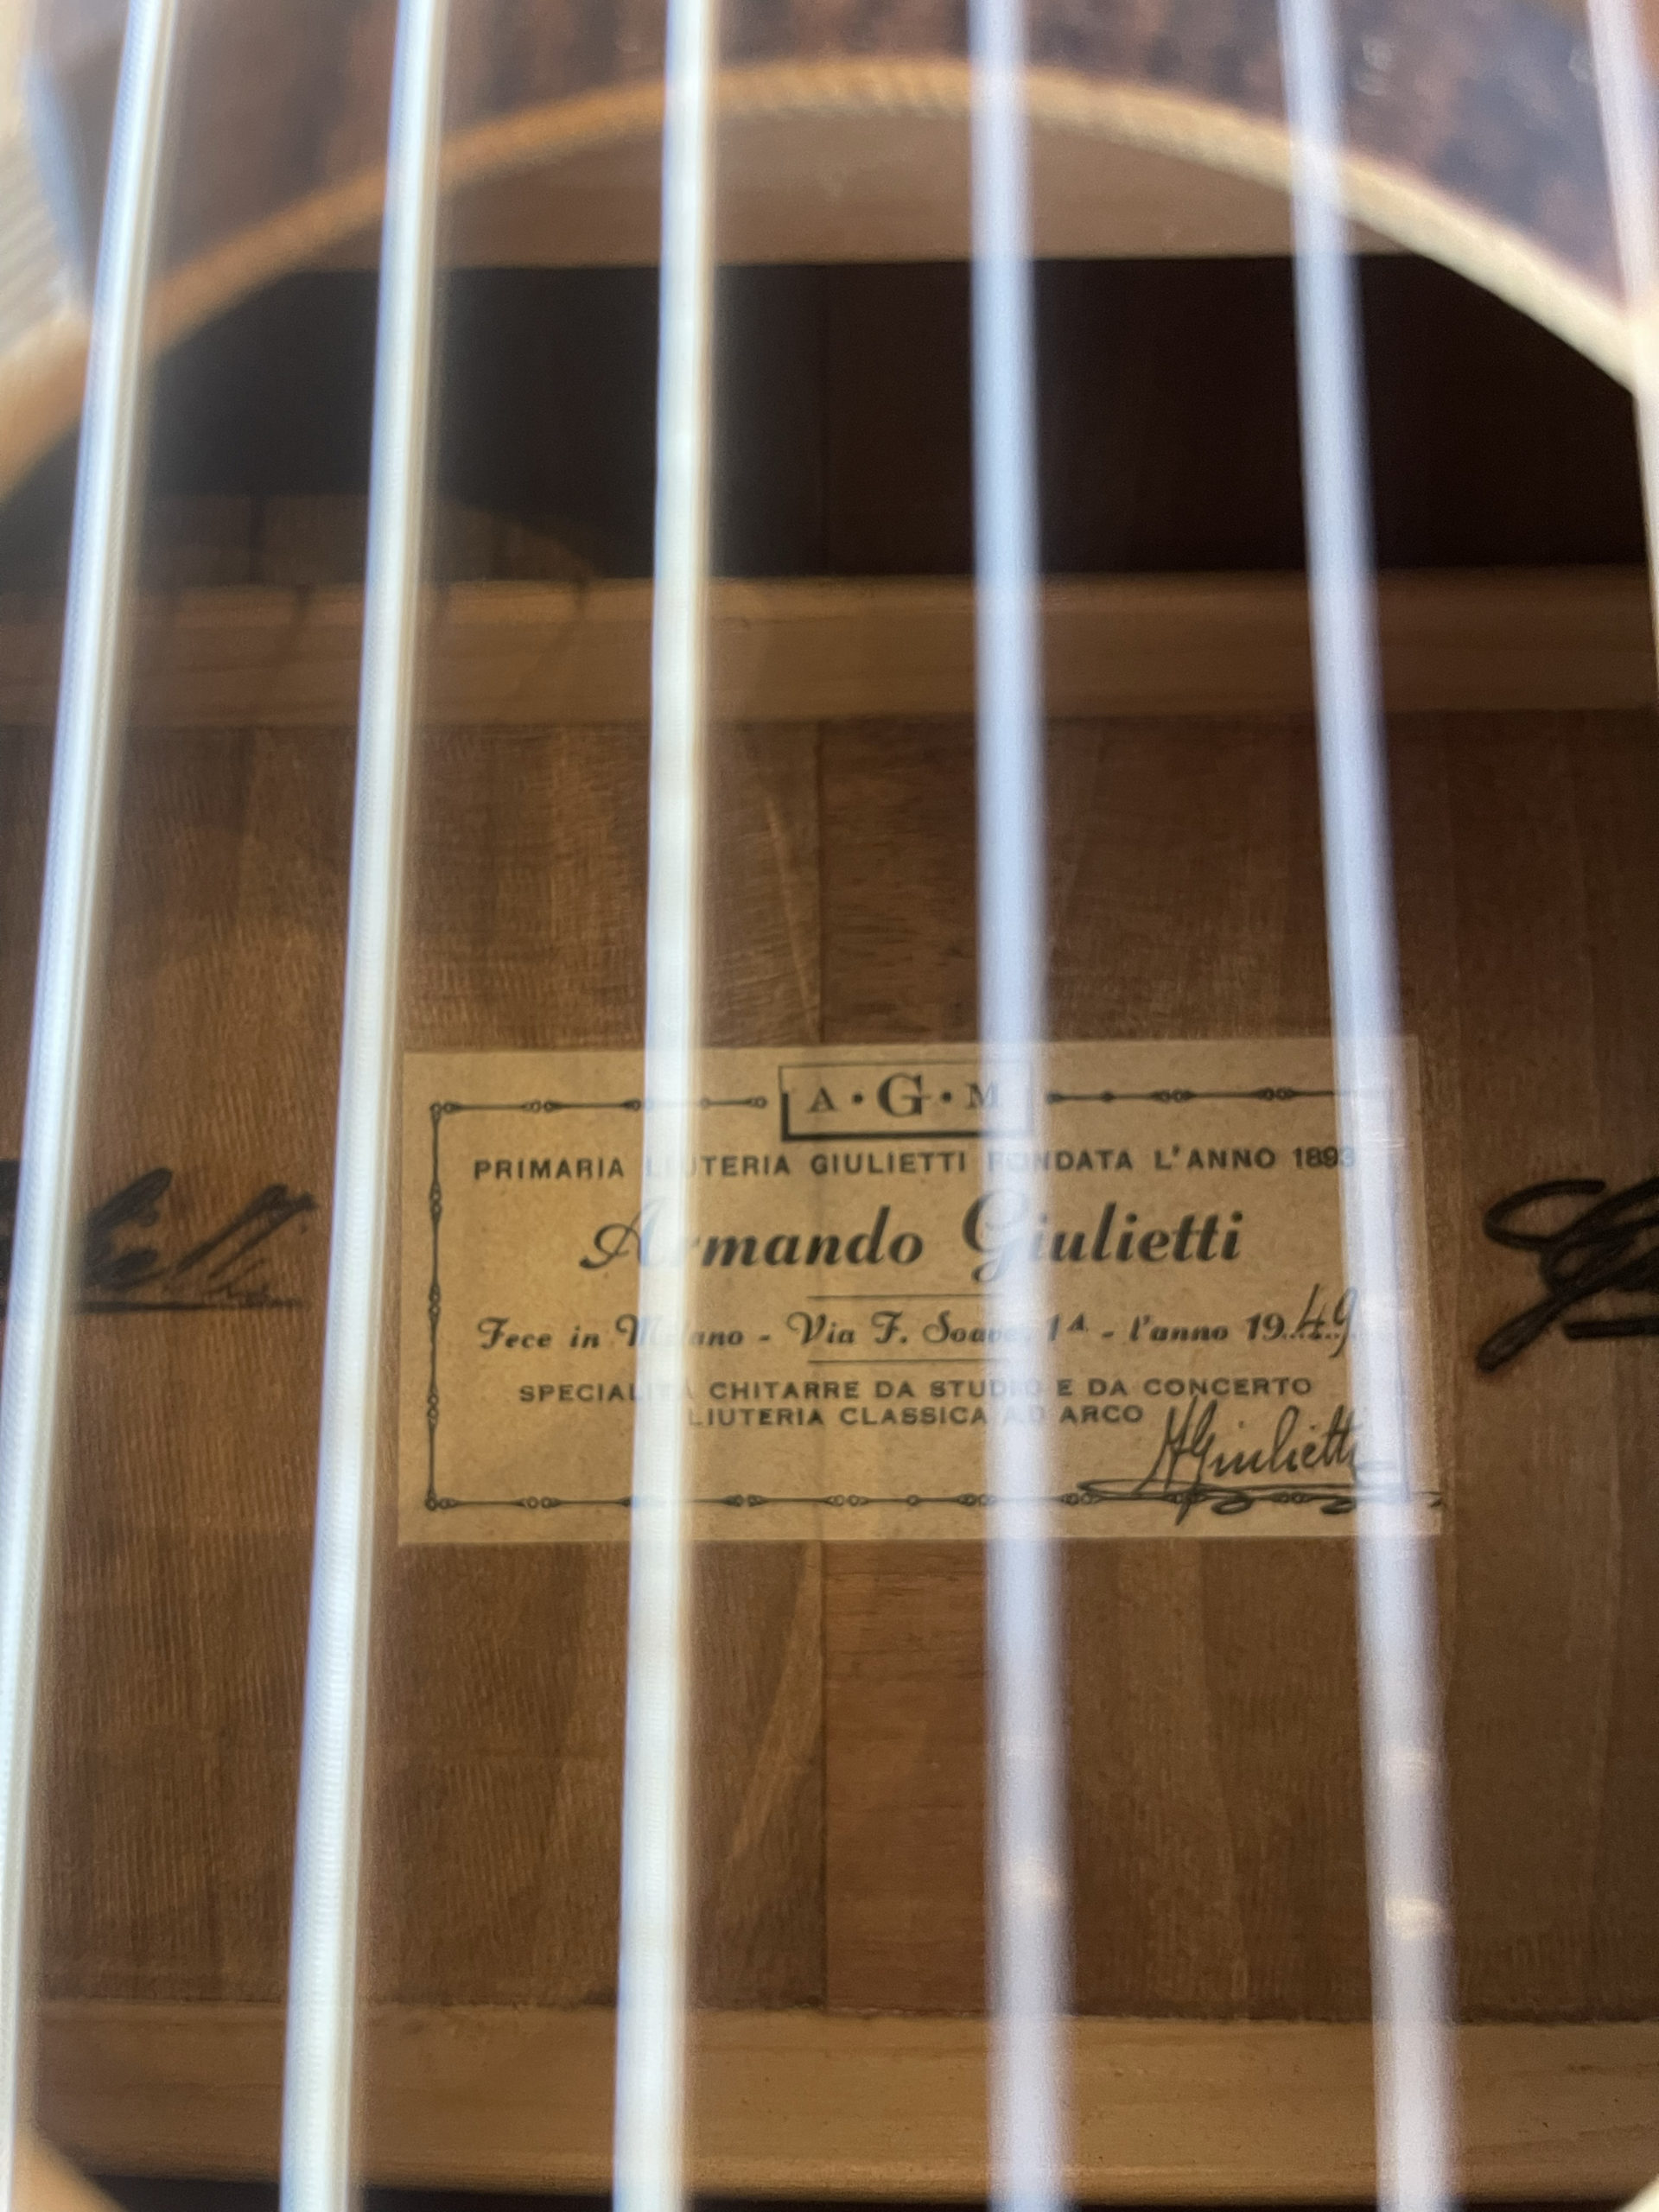 A·G·M
PRIMARIA LIUTERIA GIULIETTI FONDATA L'ANNO 1893
Armando Giulietti
Fece in Milano - Via F. Soave, 1A - l'anno 1949
SPECIALITÀ CHITARRE DA STUDIO E DA CONCERTO
LIUTERIA CLASSICA AD ARCO
AGiulietti